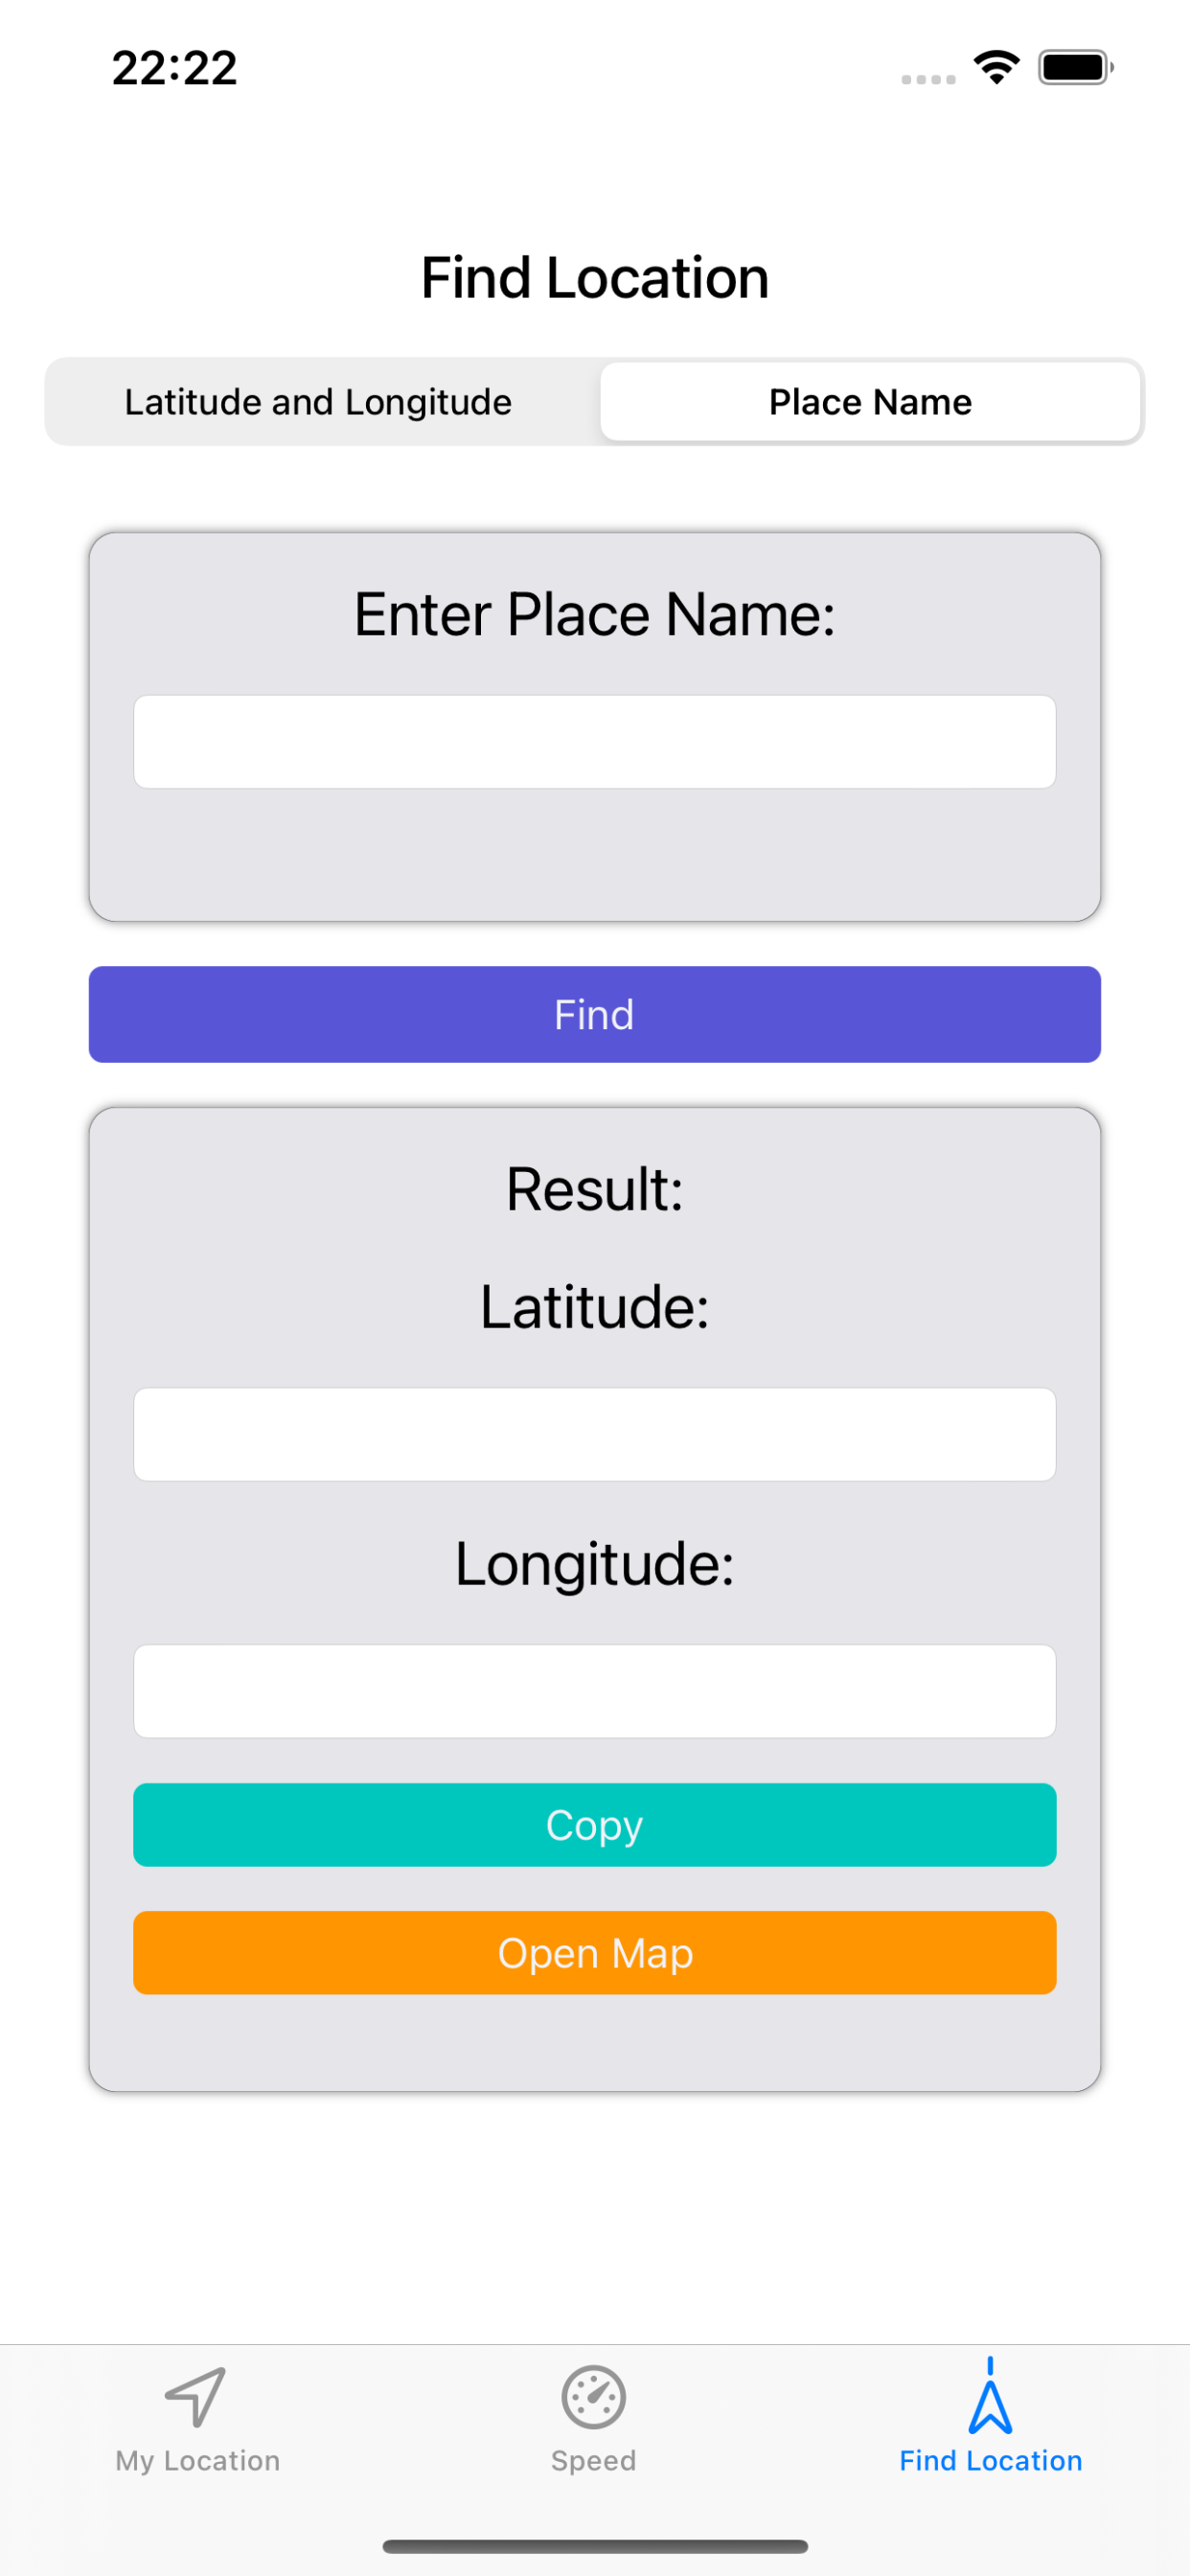 22:22
Find Location
Latitude and Longitude
Place Name
Enter Place Name:
Find
Result:
Latitude:
Longitude:
Copy
Open Map
My Location
Speed
Find Location